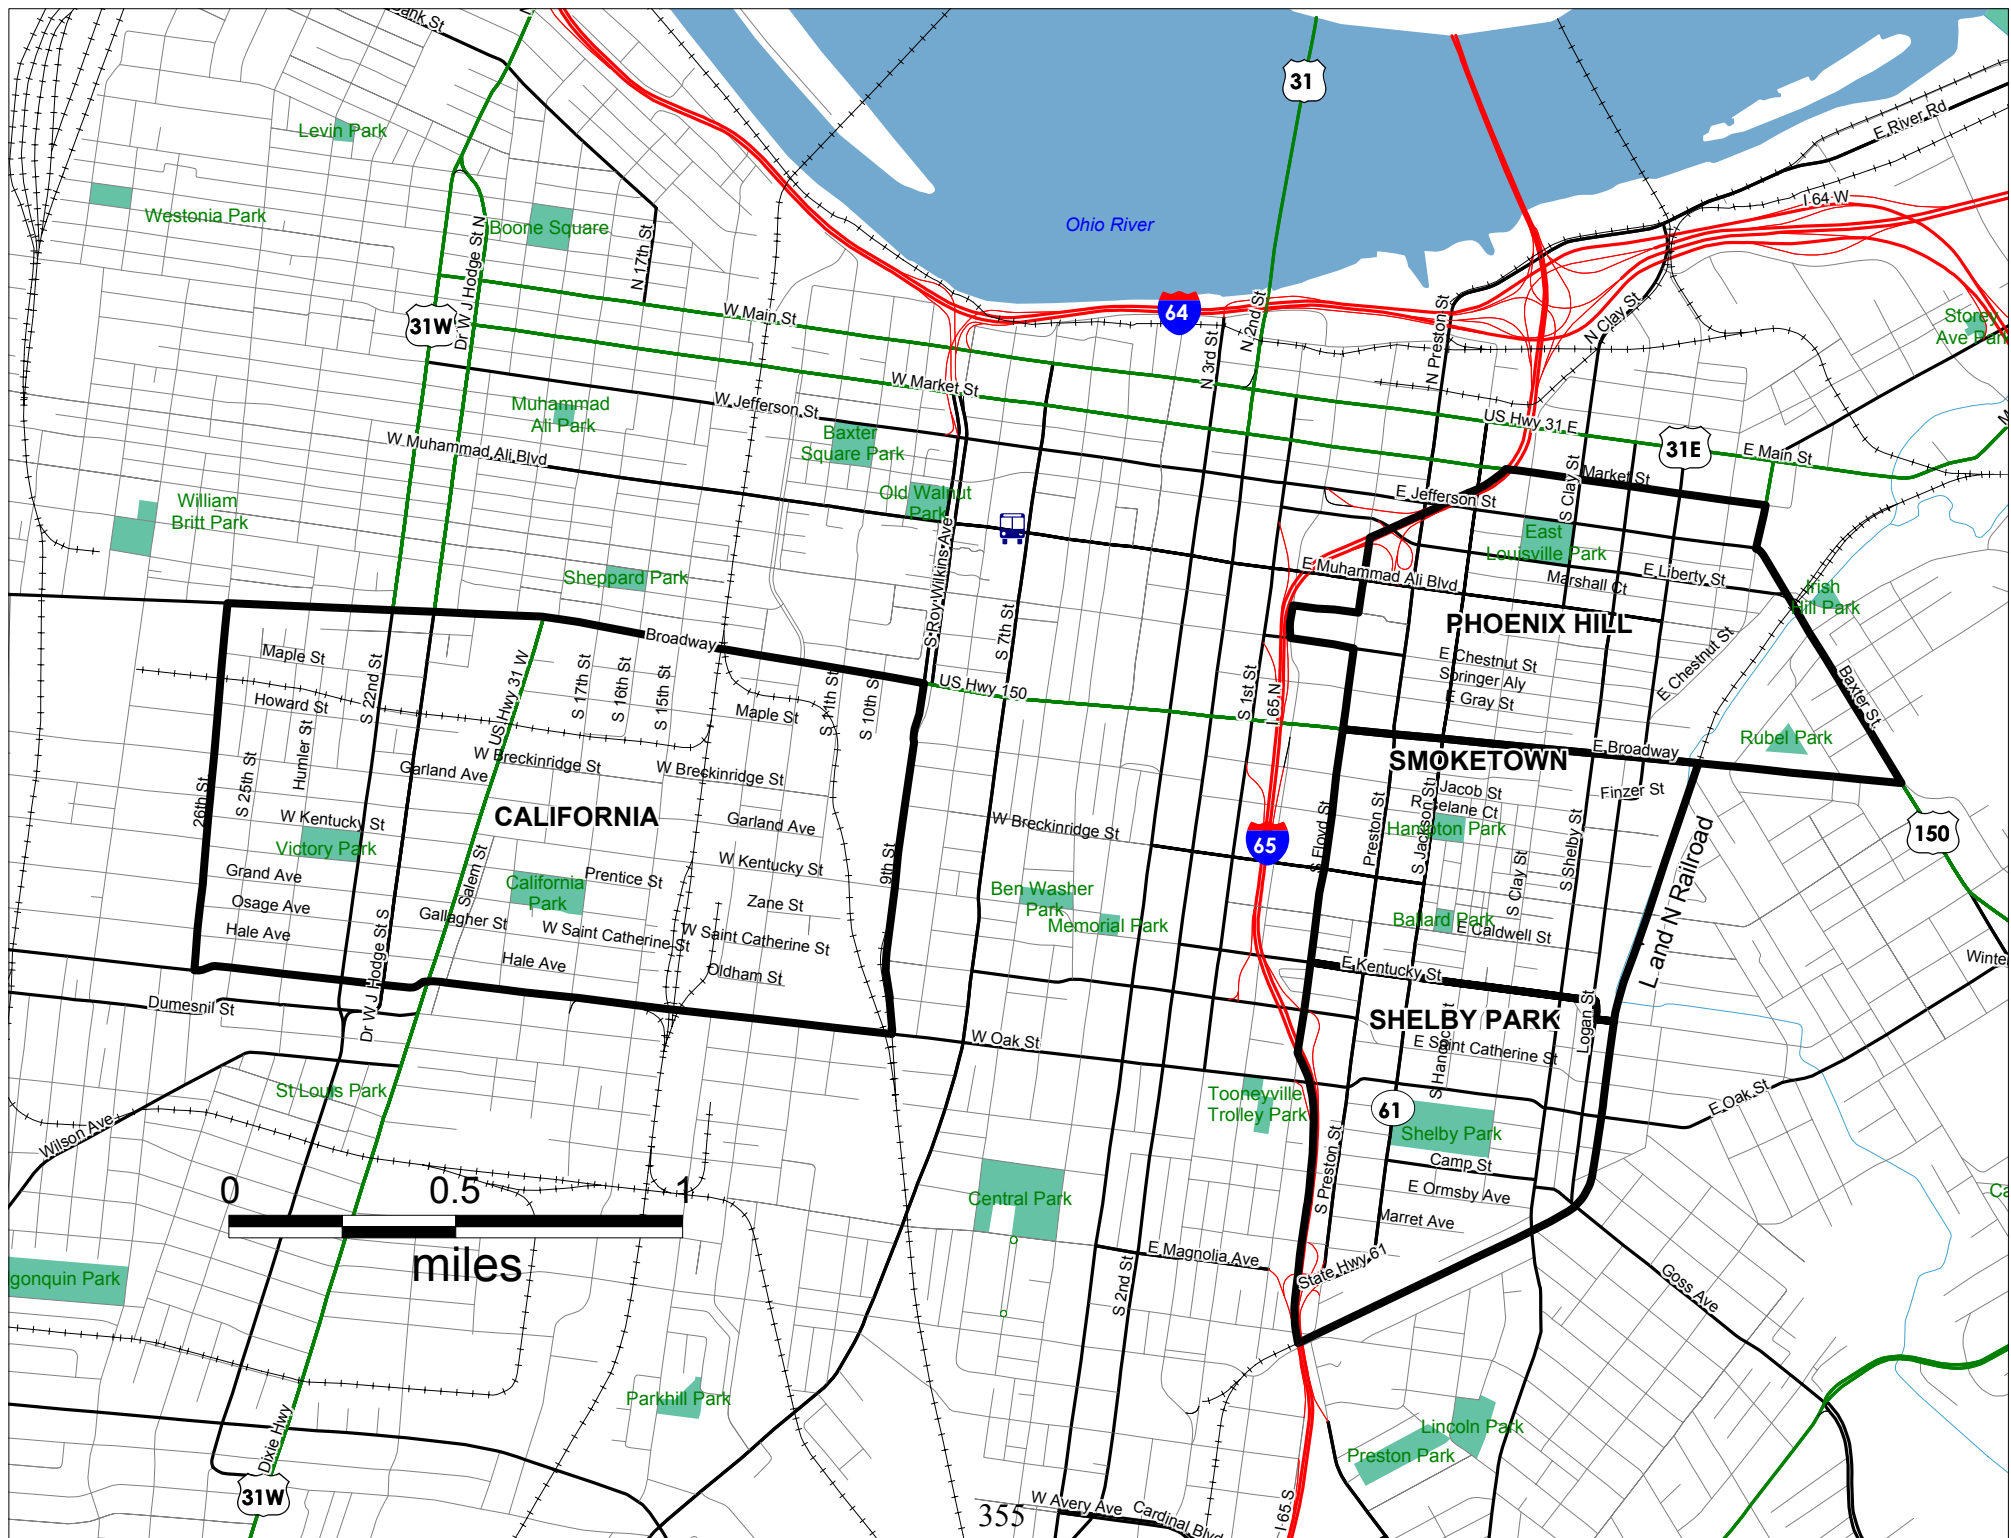 ank St
N
31
E River Rd
Levin Park
I 64 W
Westonia Park
Boone Square
Ohio River
N 17th St
Dr W J Hodge St N
31W
W Main St
64
N 2nd St
N 3rd St
N Preston St
N Clay St
Storey
Ave Park
W Market St
W Jefferson St
Muhammad
Ali Park
US Hwy 31 E
31E
E Main St
Baxter
Square Park
W Muhammad Ali Blvd
Market St
S Clay St
E Jefferson St
Old Walnut
Park
William
Britt Park
East
Louisville Park
S Roy Wilkins Ave
E Muhammad Ali Blvd
Marshall Ct
E Liberty St
Sheppard Park
Irish
Hill Park
PHOENIX HILL
S 7th St
Broadway
Maple St
S 22nd St
US Hwy 31 W
S 17th St
S 16th St
S 15th St
S 11th St
S 10th St
US Hwy 150
S 1st St
I 65 N
E Chestnut St
Springer Aly
E Gray St
E Chestnut St
Baxter St
Howard St
Humler St
Maple St
Rubel Park
E Broadway
SMOKETOWN
26th St
S 25th St
Garland Ave
W Breckinridge St
W Breckinridge St
Jacob St
Roselane Ct
Finzer St
CALIFORNIA
W Kentucky St
Victory Park
Garland Ave
W Breckinridge St
Hampton Park
65
S Floyd St
Preston St
S Jackson St
S Clay St
S Shelby St
L and N Railroad
150
Grand Ave
Salem St
California
Park
Prentice St
W Kentucky St
9th St
Ben Washer
Park
Memorial Park
Ballard Park
E Caldwell St
Osage Ave
Hale Ave
Gallagher St
Zane St
W Saint Catherine St
W Saint Catherine St
Hale Ave
Oldham St
E Kentucky St
Winte
Dumesnil St
Dr W J Hodge St S
W Oak St
SHELBY PARK
E Saint Catherine St
S Hancock St
Logan St
St Louis Park
Tooneyville
Trolley Park
61
Shelby Park
E Oak St
Wilson Ave
0
0.5
1
miles
Central Park
S Preston St
Camp St
E Ormsby Ave
Marret Ave
Ca
gonquin Park
E Magnolia Ave
S 2nd St
State Hwy 61
Goss Ave
Parkhill Park
Dixie Hwy
31W
Lincoln Park
Preston Park
355
W Avery Ave
Cardinal Blvd
I 65 S